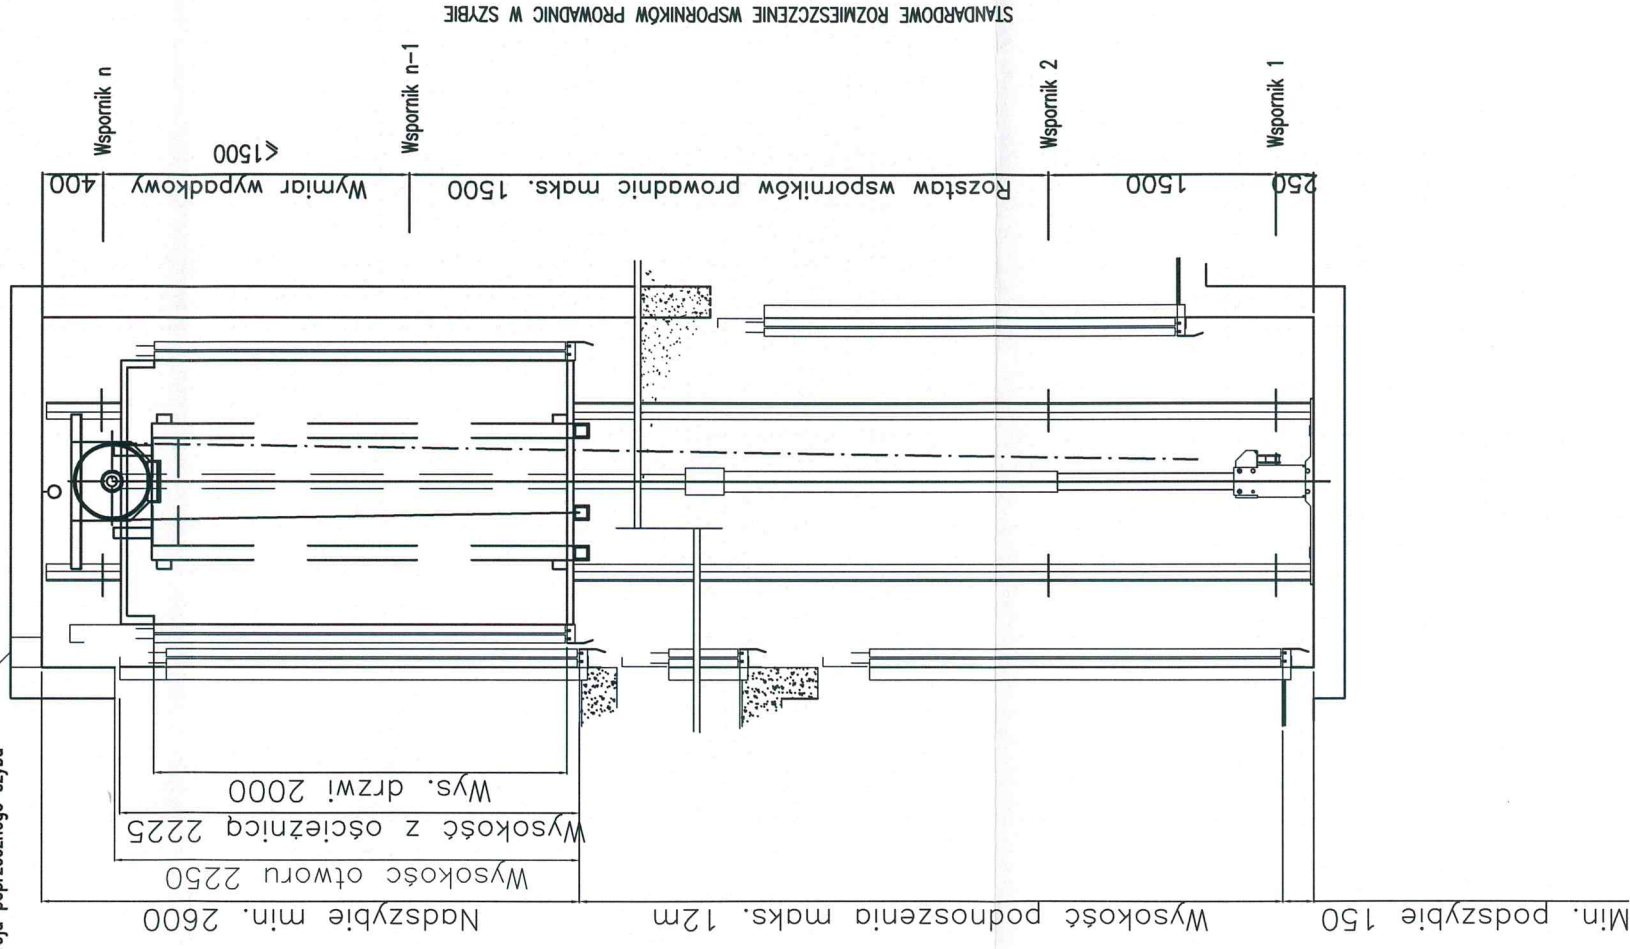 STANDARDOWE ROZMIESZCZENIE WSPORNIKÓW PROWADNIC W SZYBIE
Wspornik n
Wspornik n-1
Wspornik 2
Wspornik 1
⩽1500
400
Wymiar wypadkowy
Rozstaw wsporników prowadnic maks. 1500
1500
250
Wys. drzwi 2000
Wysokość z ościeżnicą 2225
Wysokość otworu 2250
Nadszybie min. 2600
Wysokość podnoszenia maks. 12m
Min. podszybie 150